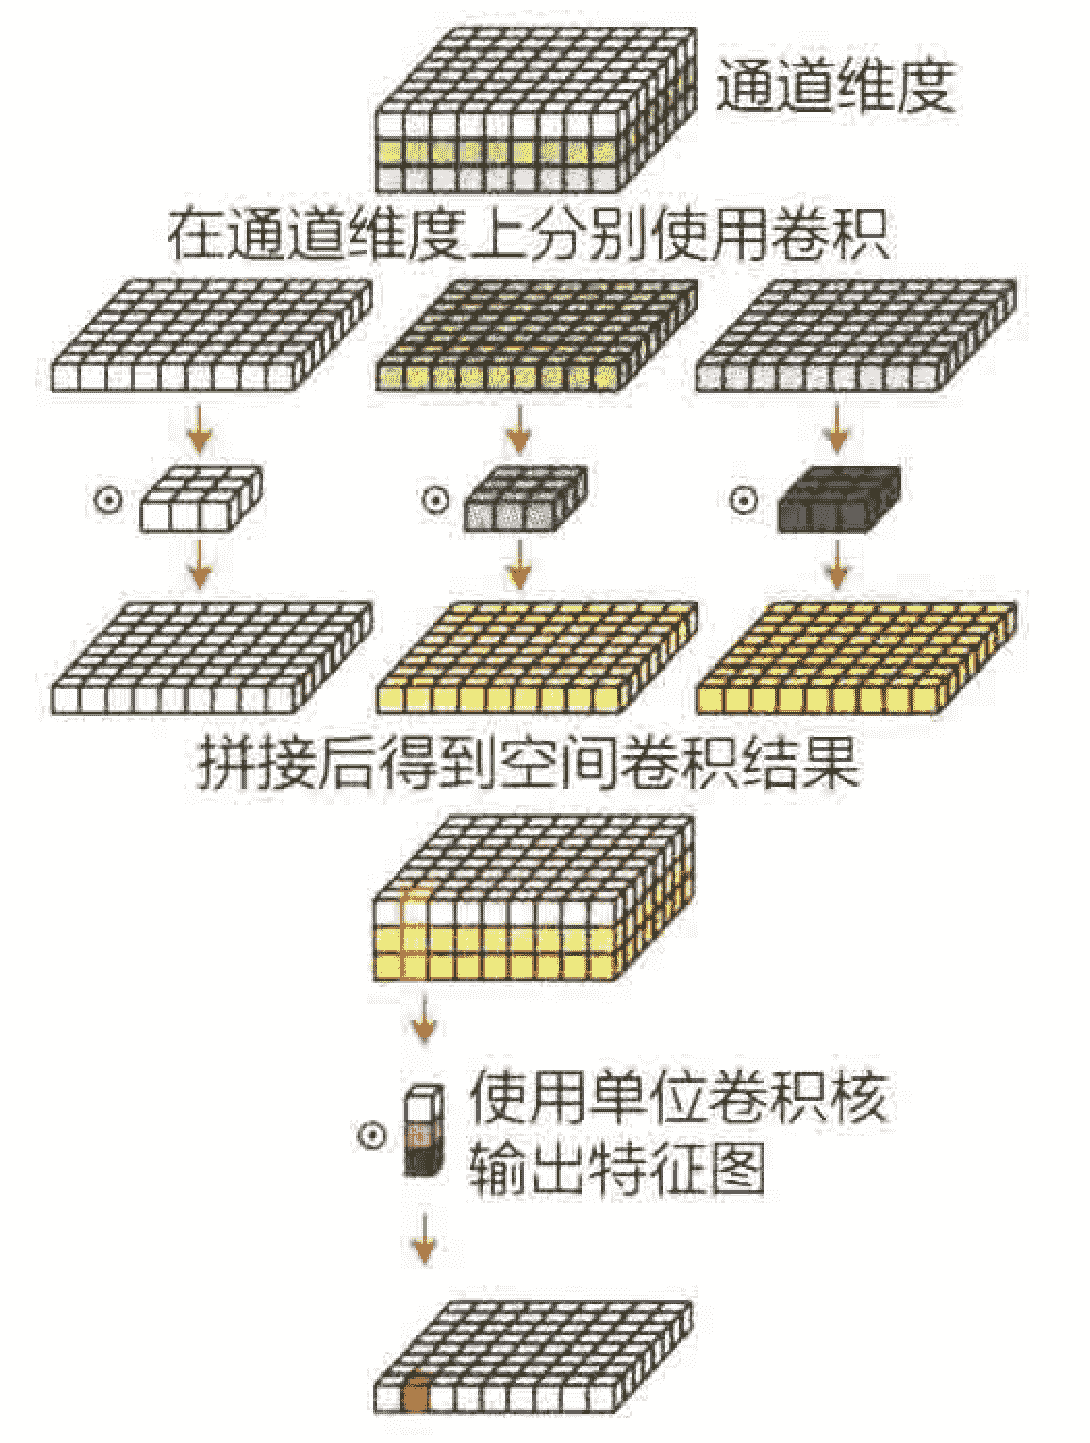 通道维度
在通道维度上分别使用卷积
拼接后得到空间卷积结果
使用单位卷积核
输出特征图